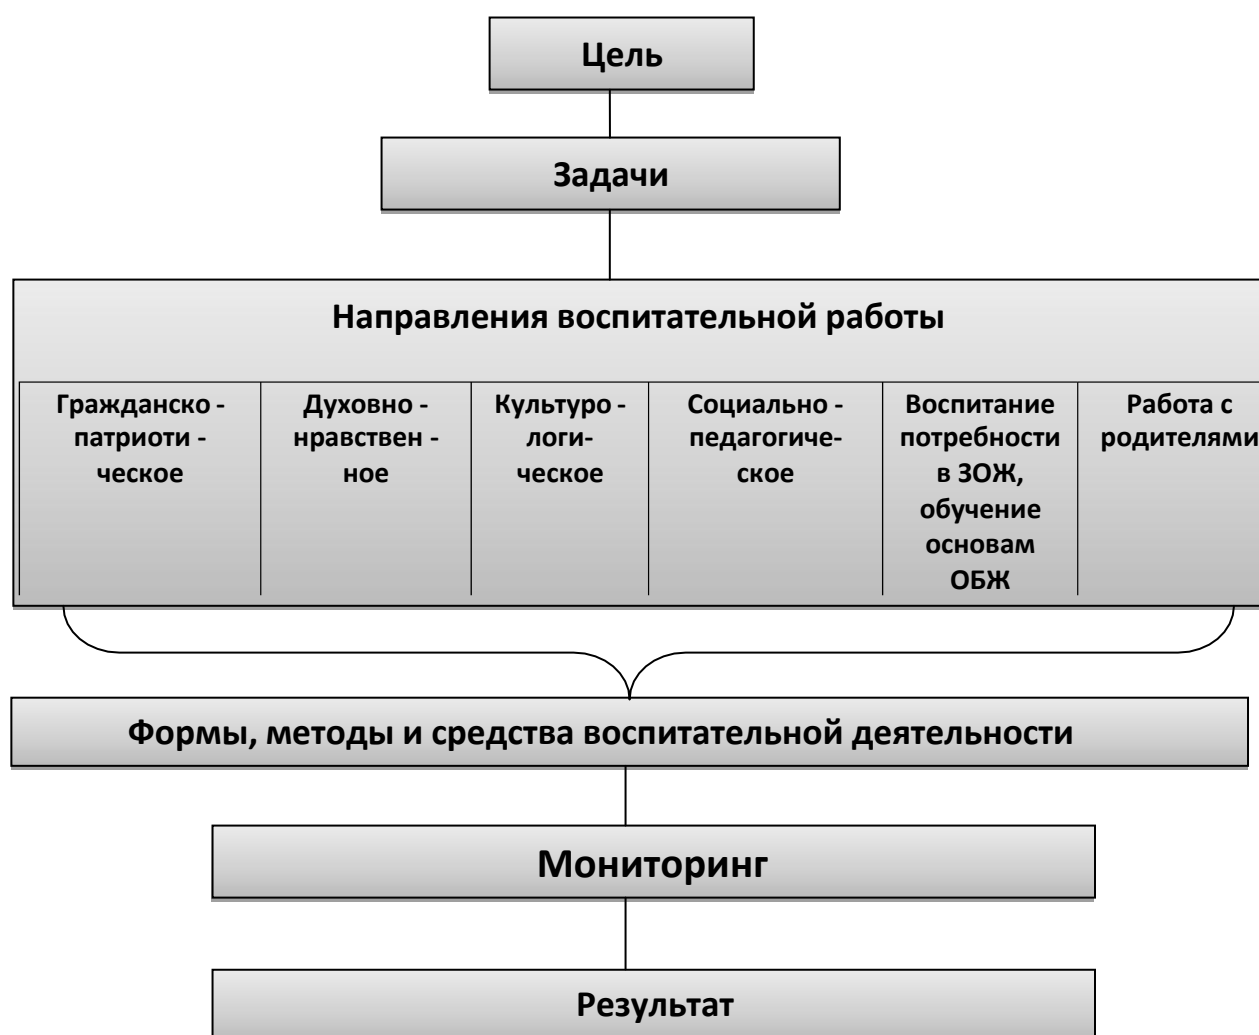 Цель
Задачи
Направления воспитательной работы
Гражданско -
патриоти -
ческое
Духовно -
нравствен -
ное
Культуро -
логи-
ческое
Социально -
педагогиче-
ское
Воспитание
потребности
в ЗОЖ,
обучение
основам
ОБЖ
Работа с
родителями
Формы, методы и средства воспитательной деятельности
Мониторинг
Результат